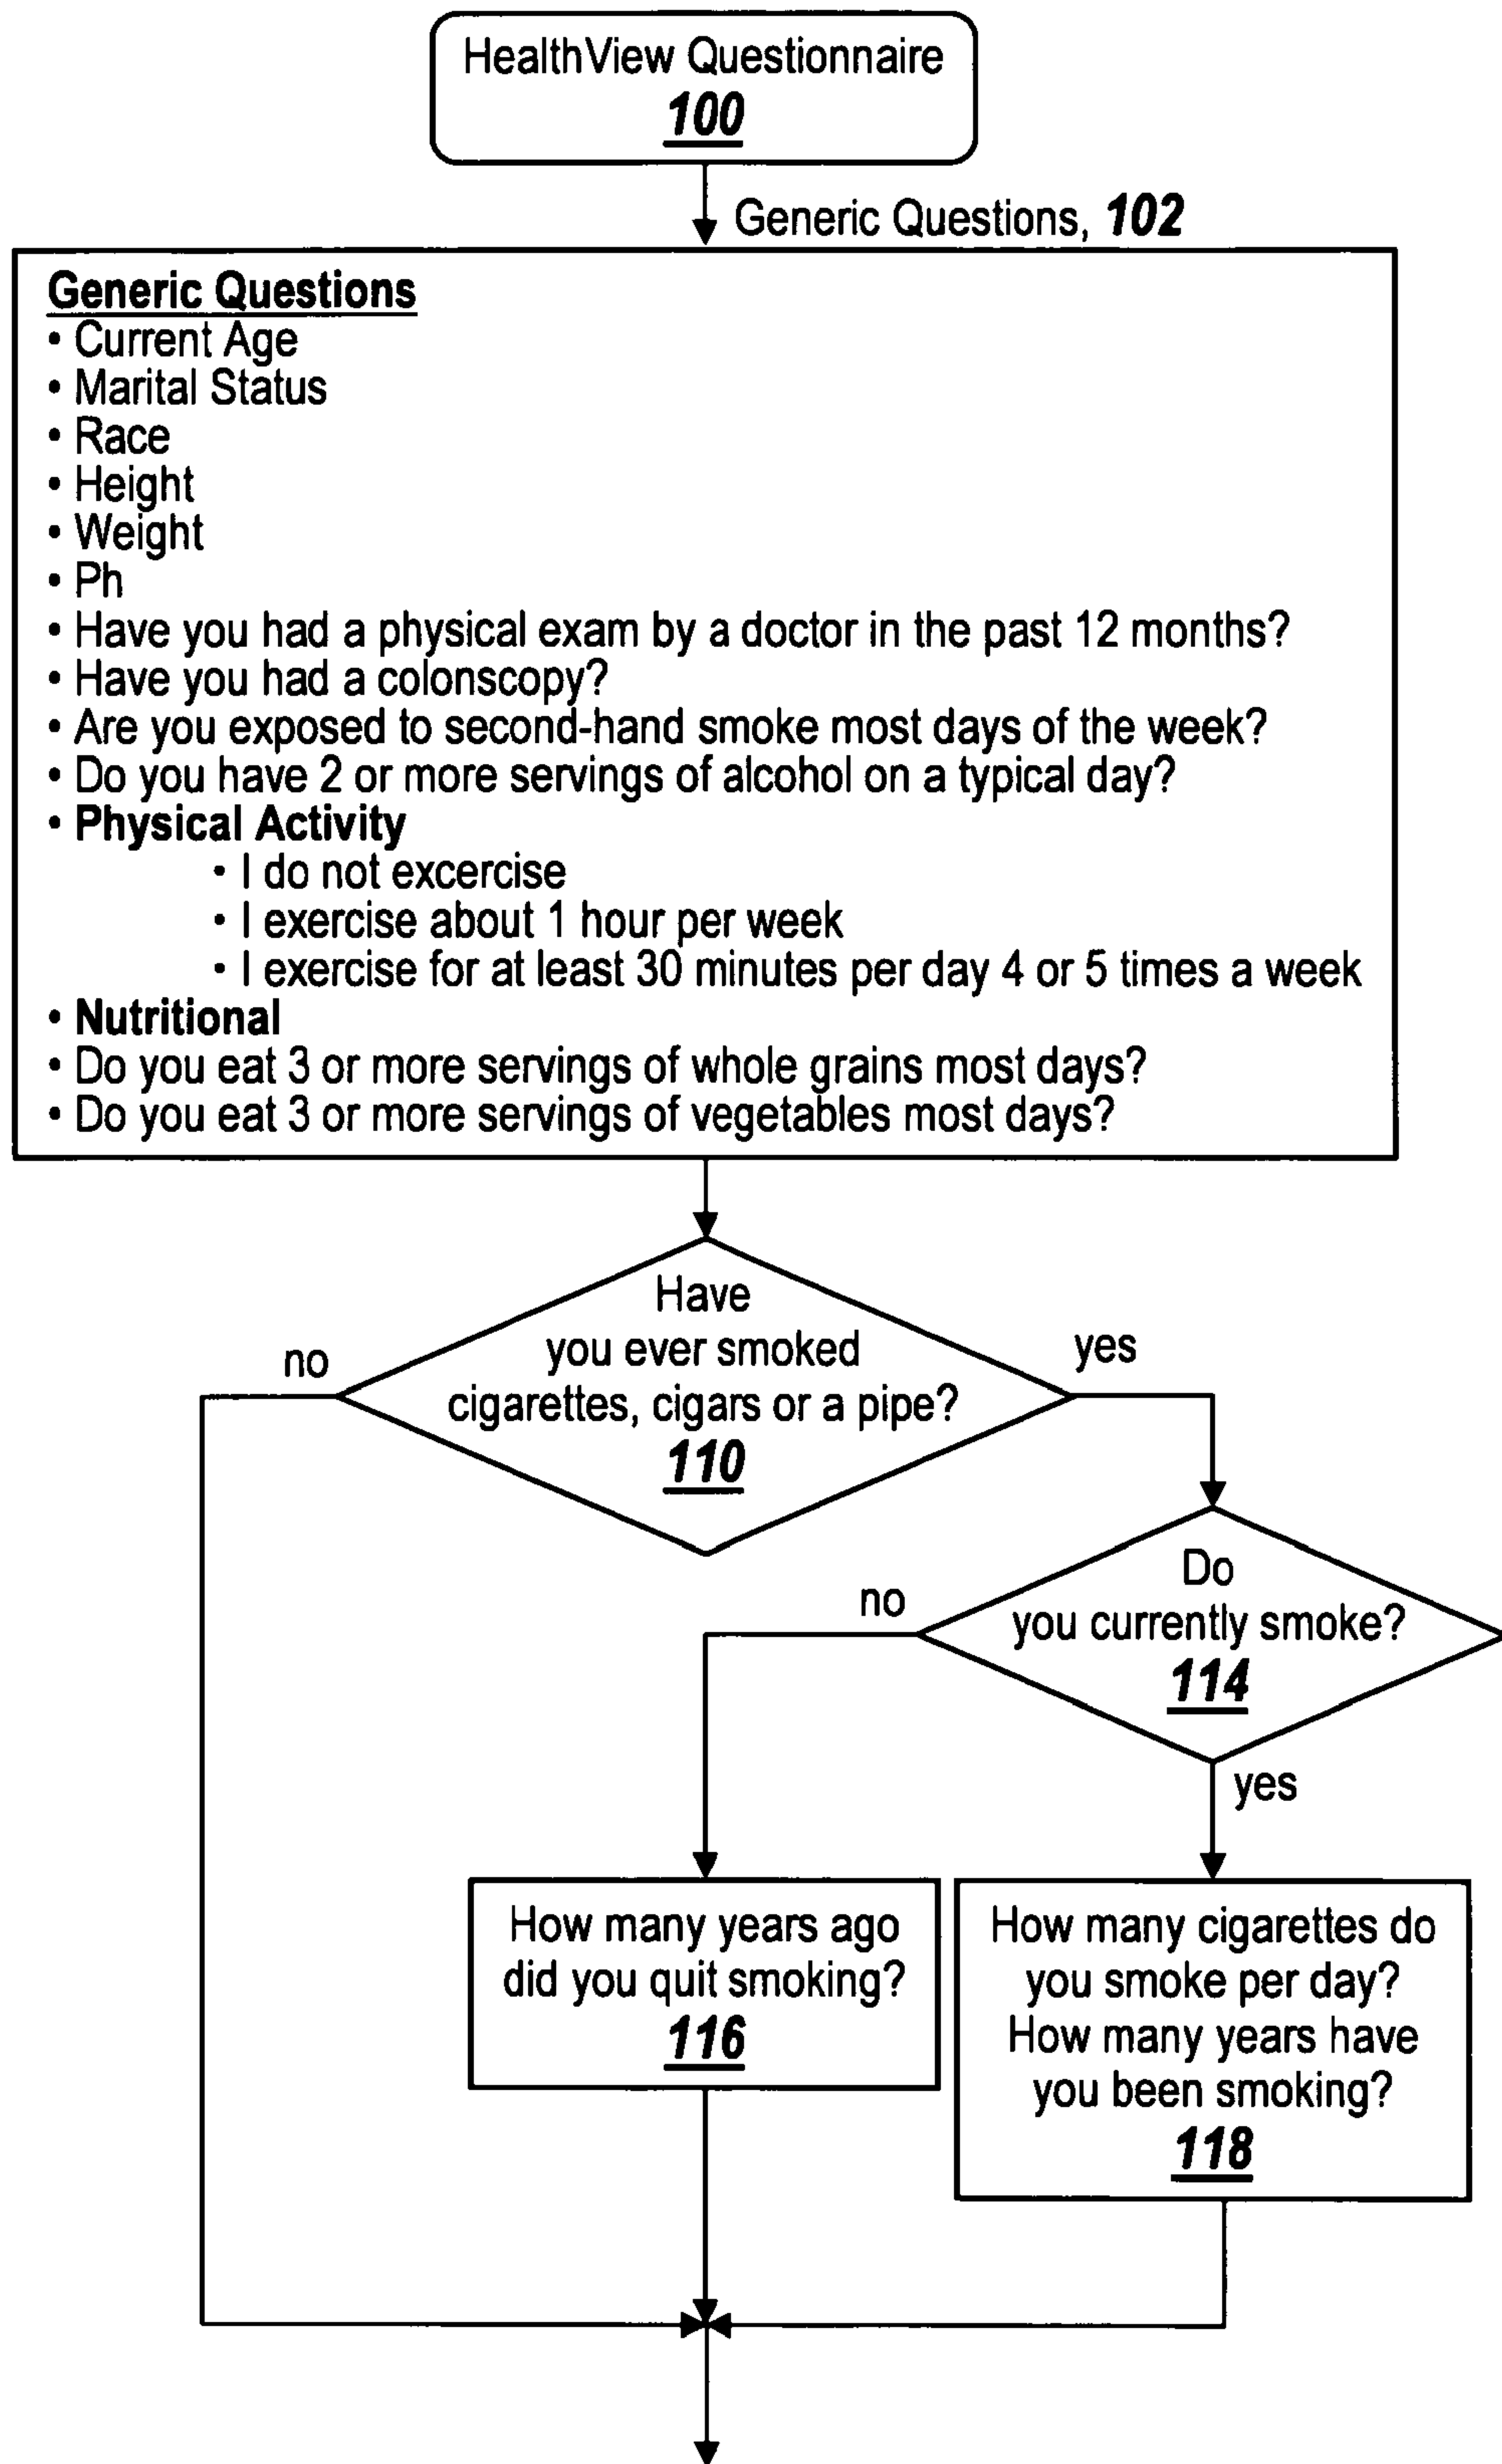 HealthView Questionnaire
100
Generic Questions, 102
Generic Questions
• Current Age
• Marital Status
• Race
• Height
• Weight
• Ph
• Have you had a physical exam by a doctor in the past 12 months?
• Have you had a colonscopy?
• Are you exposed to second-hand smoke most days of the week?
• Do you have 2 or more servings of alcohol on a typical day?
• Physical Activity
• I do not excercise
• I exercise about 1 hour per week
• I exercise for at least 30 minutes per day 4 or 5 times a week
• Nutritional
• Do you eat 3 or more servings of whole grains most days?
• Do you eat 3 or more servings of vegetables most days?
Have
you ever smoked
cigarettes, cigars or a pipe?
110
no
yes
Do
you currently smoke?
114
no
yes
How many years ago
did you quit smoking?
116
How many cigarettes do
you smoke per day?
How many years have
you been smoking?
118